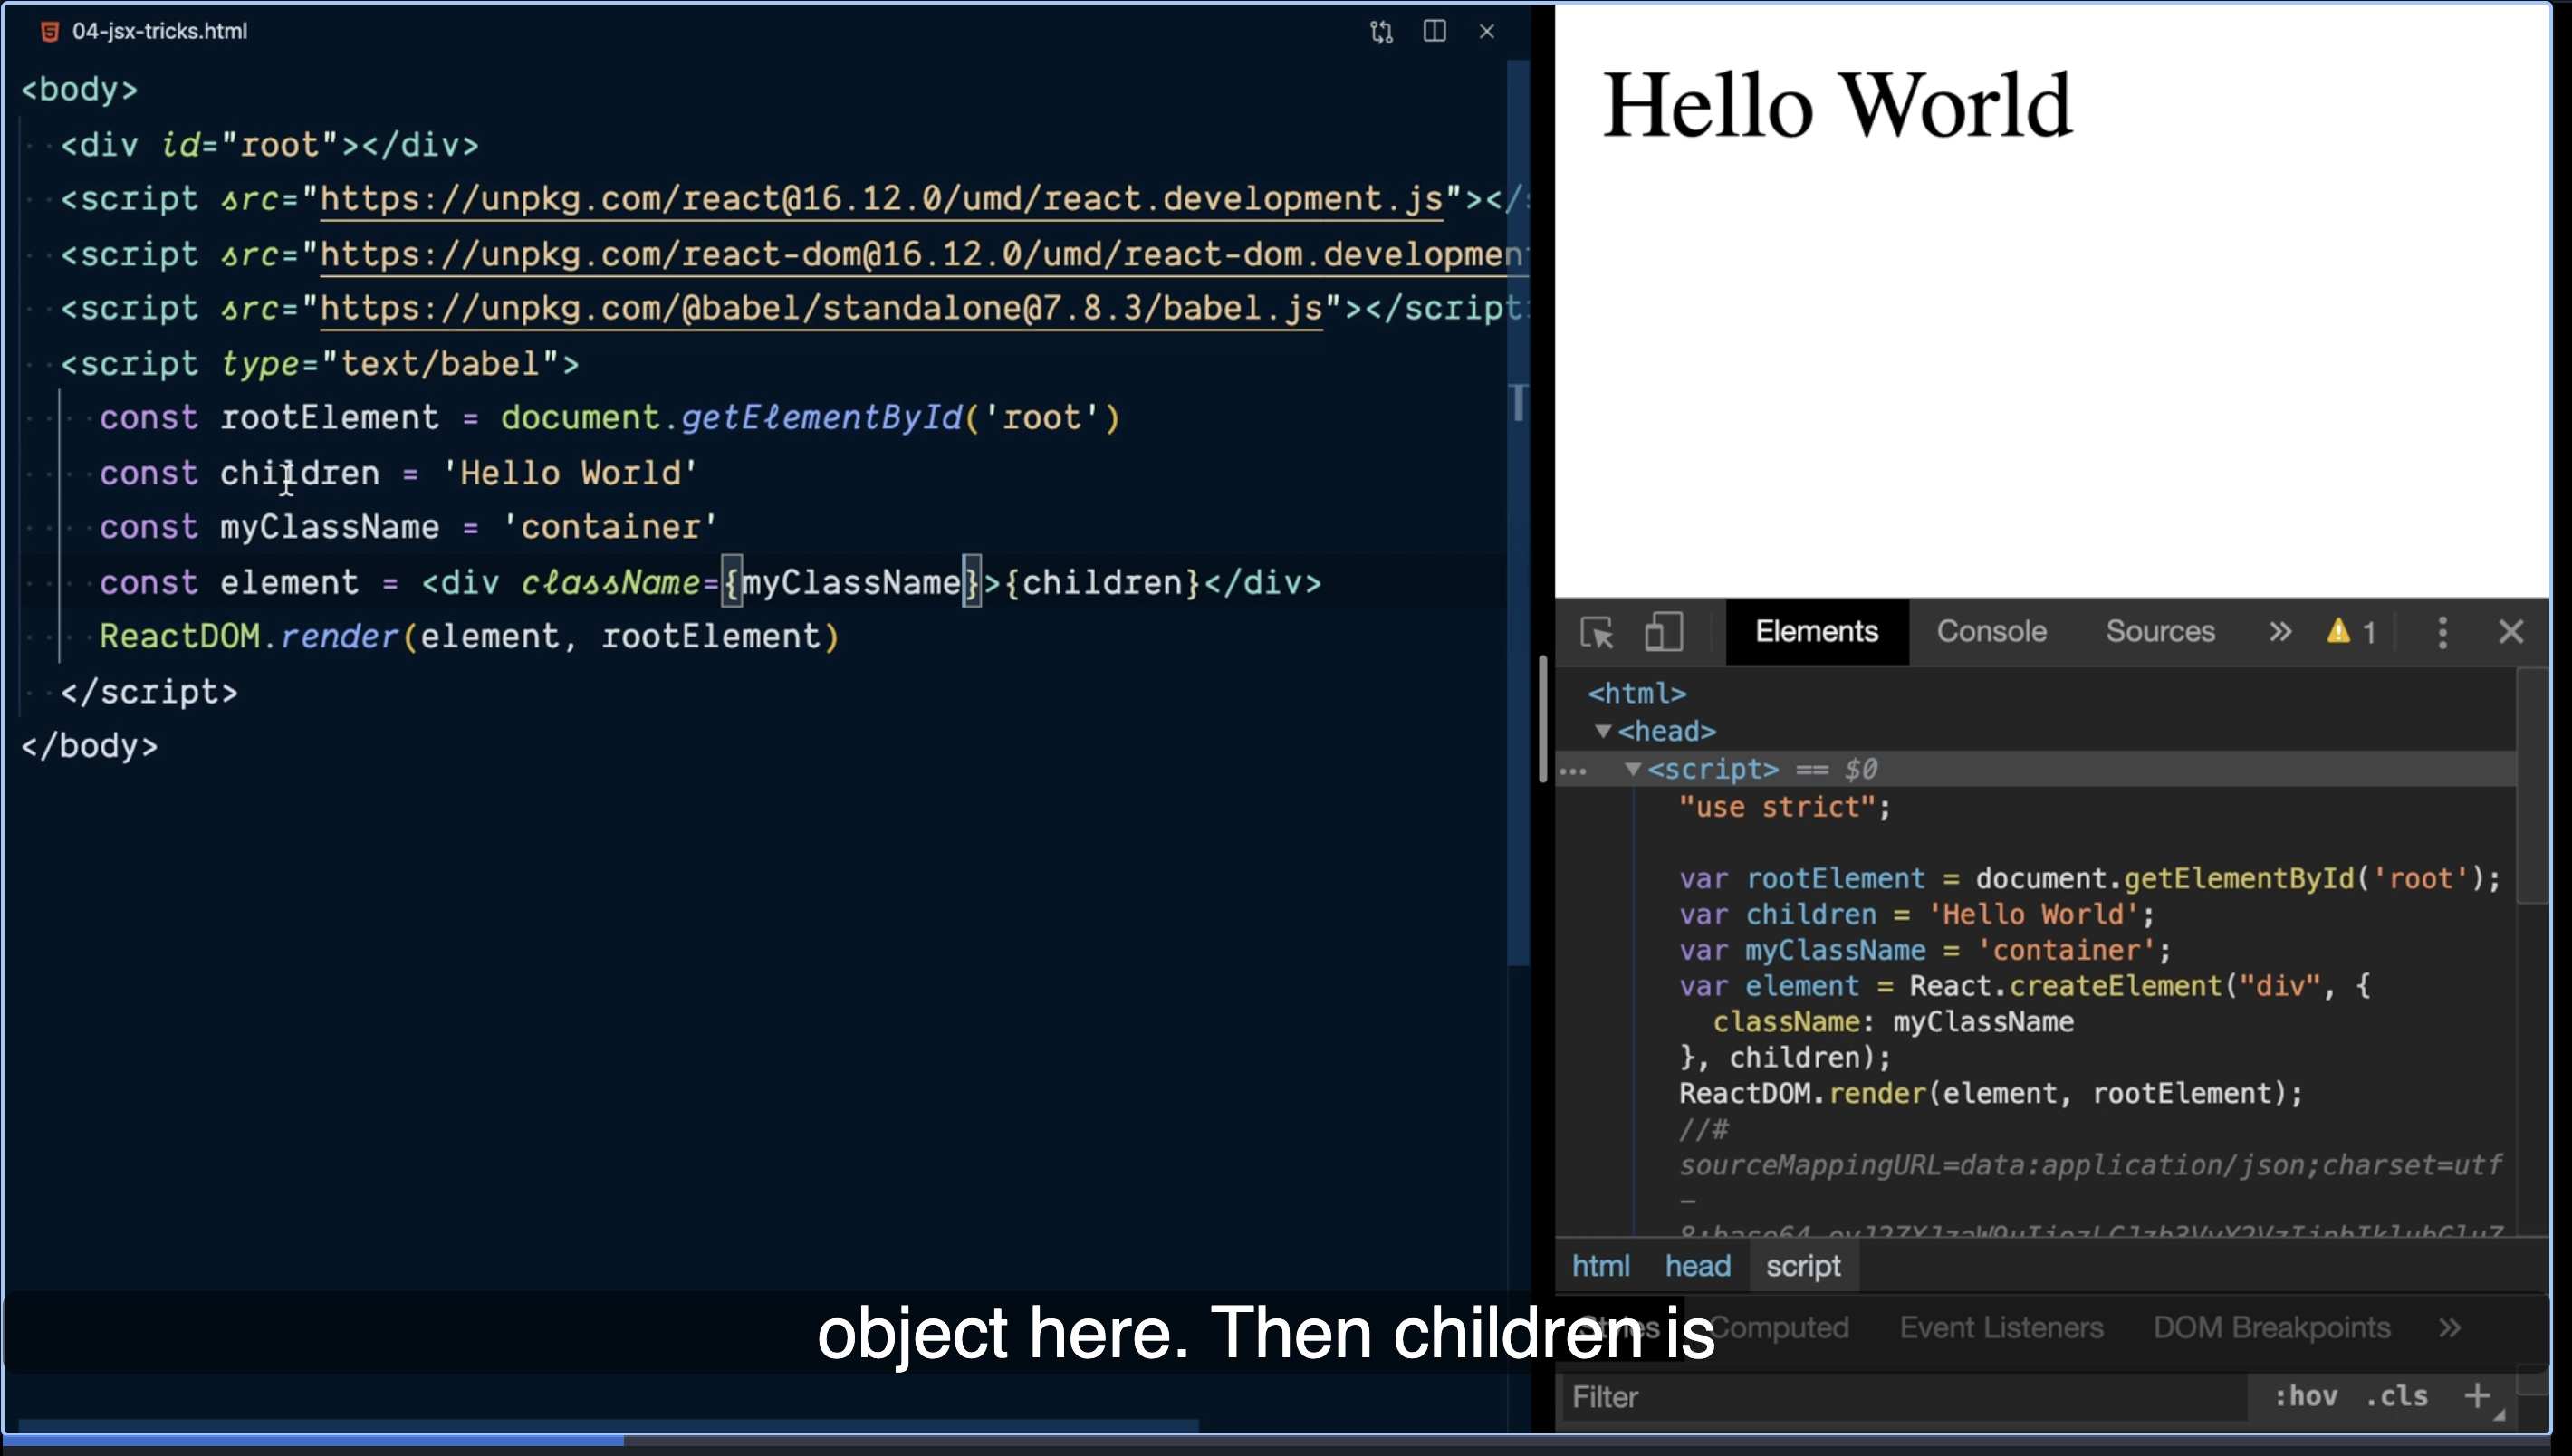 04-jsx-tricks.html
<body>
<div id="root"></div>
<script src="https://unpkg.com/react@16.12.0/umd/react.development.js"></
<script src="https://unpkg.com/react-dom@16.12.0/umd/react-dom.developmen
<script src="https://unpkg.com/@babel/standalone@7.8.3/babel.js"></script
<script type="text/babel">
const rootElement = document.getElementById('root')
const children = 'Hello World'
const myClassName = 'container'
const element = <div className={myClassName}>{children}</div>
ReactDOM.render(element, rootElement)
</script>
</body>
Hello World
Elements Console Sources » 1
<html>
<head>
<script> == $0
"use strict";
var rootElement = document.getElementById('root');
var children = 'Hello World';
var myClassName = 'container';
var element = React.createElement("div", {
className: myClassName
}, children);
ReactDOM.render(element, rootElement);
//#
sourceMappingURL=data:application/json;charset=utf
-
html head script
Styles Computed Event Listeners DOM Breakpoints »
object here. Then children is
Filter :hov .cls +